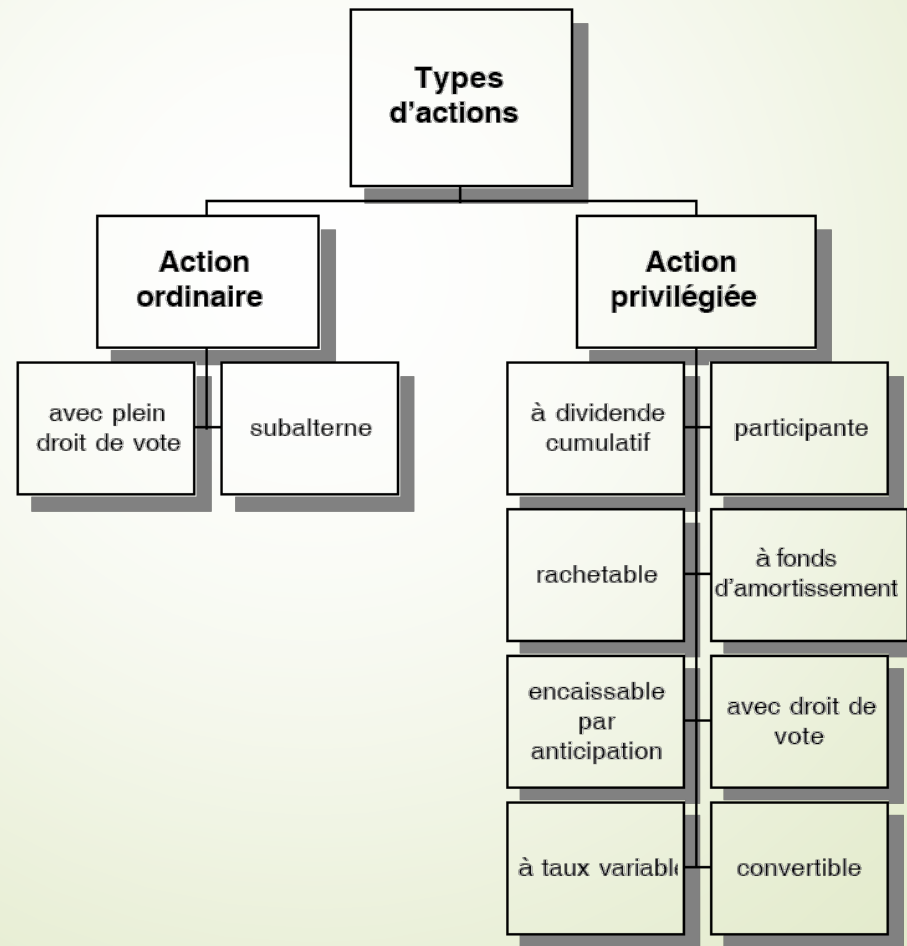 Types
d'actions
Action
ordinaire
Action
privilégiée
avec plein
droit de vote
subalterne
à dividende
cumulatif
participante
rachetable
à fonds
d'amortissement
encaissable
par
anticipation
avec droit de
vote
à taux variable
convertible